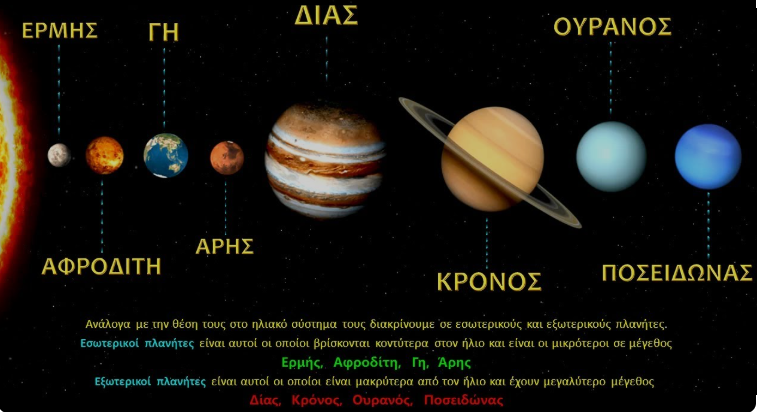 ΕΡΜΗΣ
ΓΗ
ΔΙΑΣ
ΟΥΡΑΝΟΣ
ΑΦΡΟΔΙΤΗ
ΑΡΗΣ
ΚΡΟΝΟΣ
ΠΟΣΕΙΔΩΝΑΣ
Ανάλογα με την θέση τους στο ηλιακό σύστημα τους διακρίνουμε σε εσωτερικούς και εξωτερικούς πλανήτες.
Εσωτερικοί πλανήτες είναι αυτοί οι οποίοι βρίσκονται κοντύτερα στον ήλιο και είναι οι μικρότεροι σε μέγεθος
Ερμής, Αφροδίτη, Γη, Άρης
Εξωτερικοί πλανήτες είναι αυτοί οι οποίοι είναι μακρύτερα από τον ήλιο και έχουν μεγαλύτερο μέγεθος
Δίας, Κρόνος, Ουρανός, Ποσειδώνας